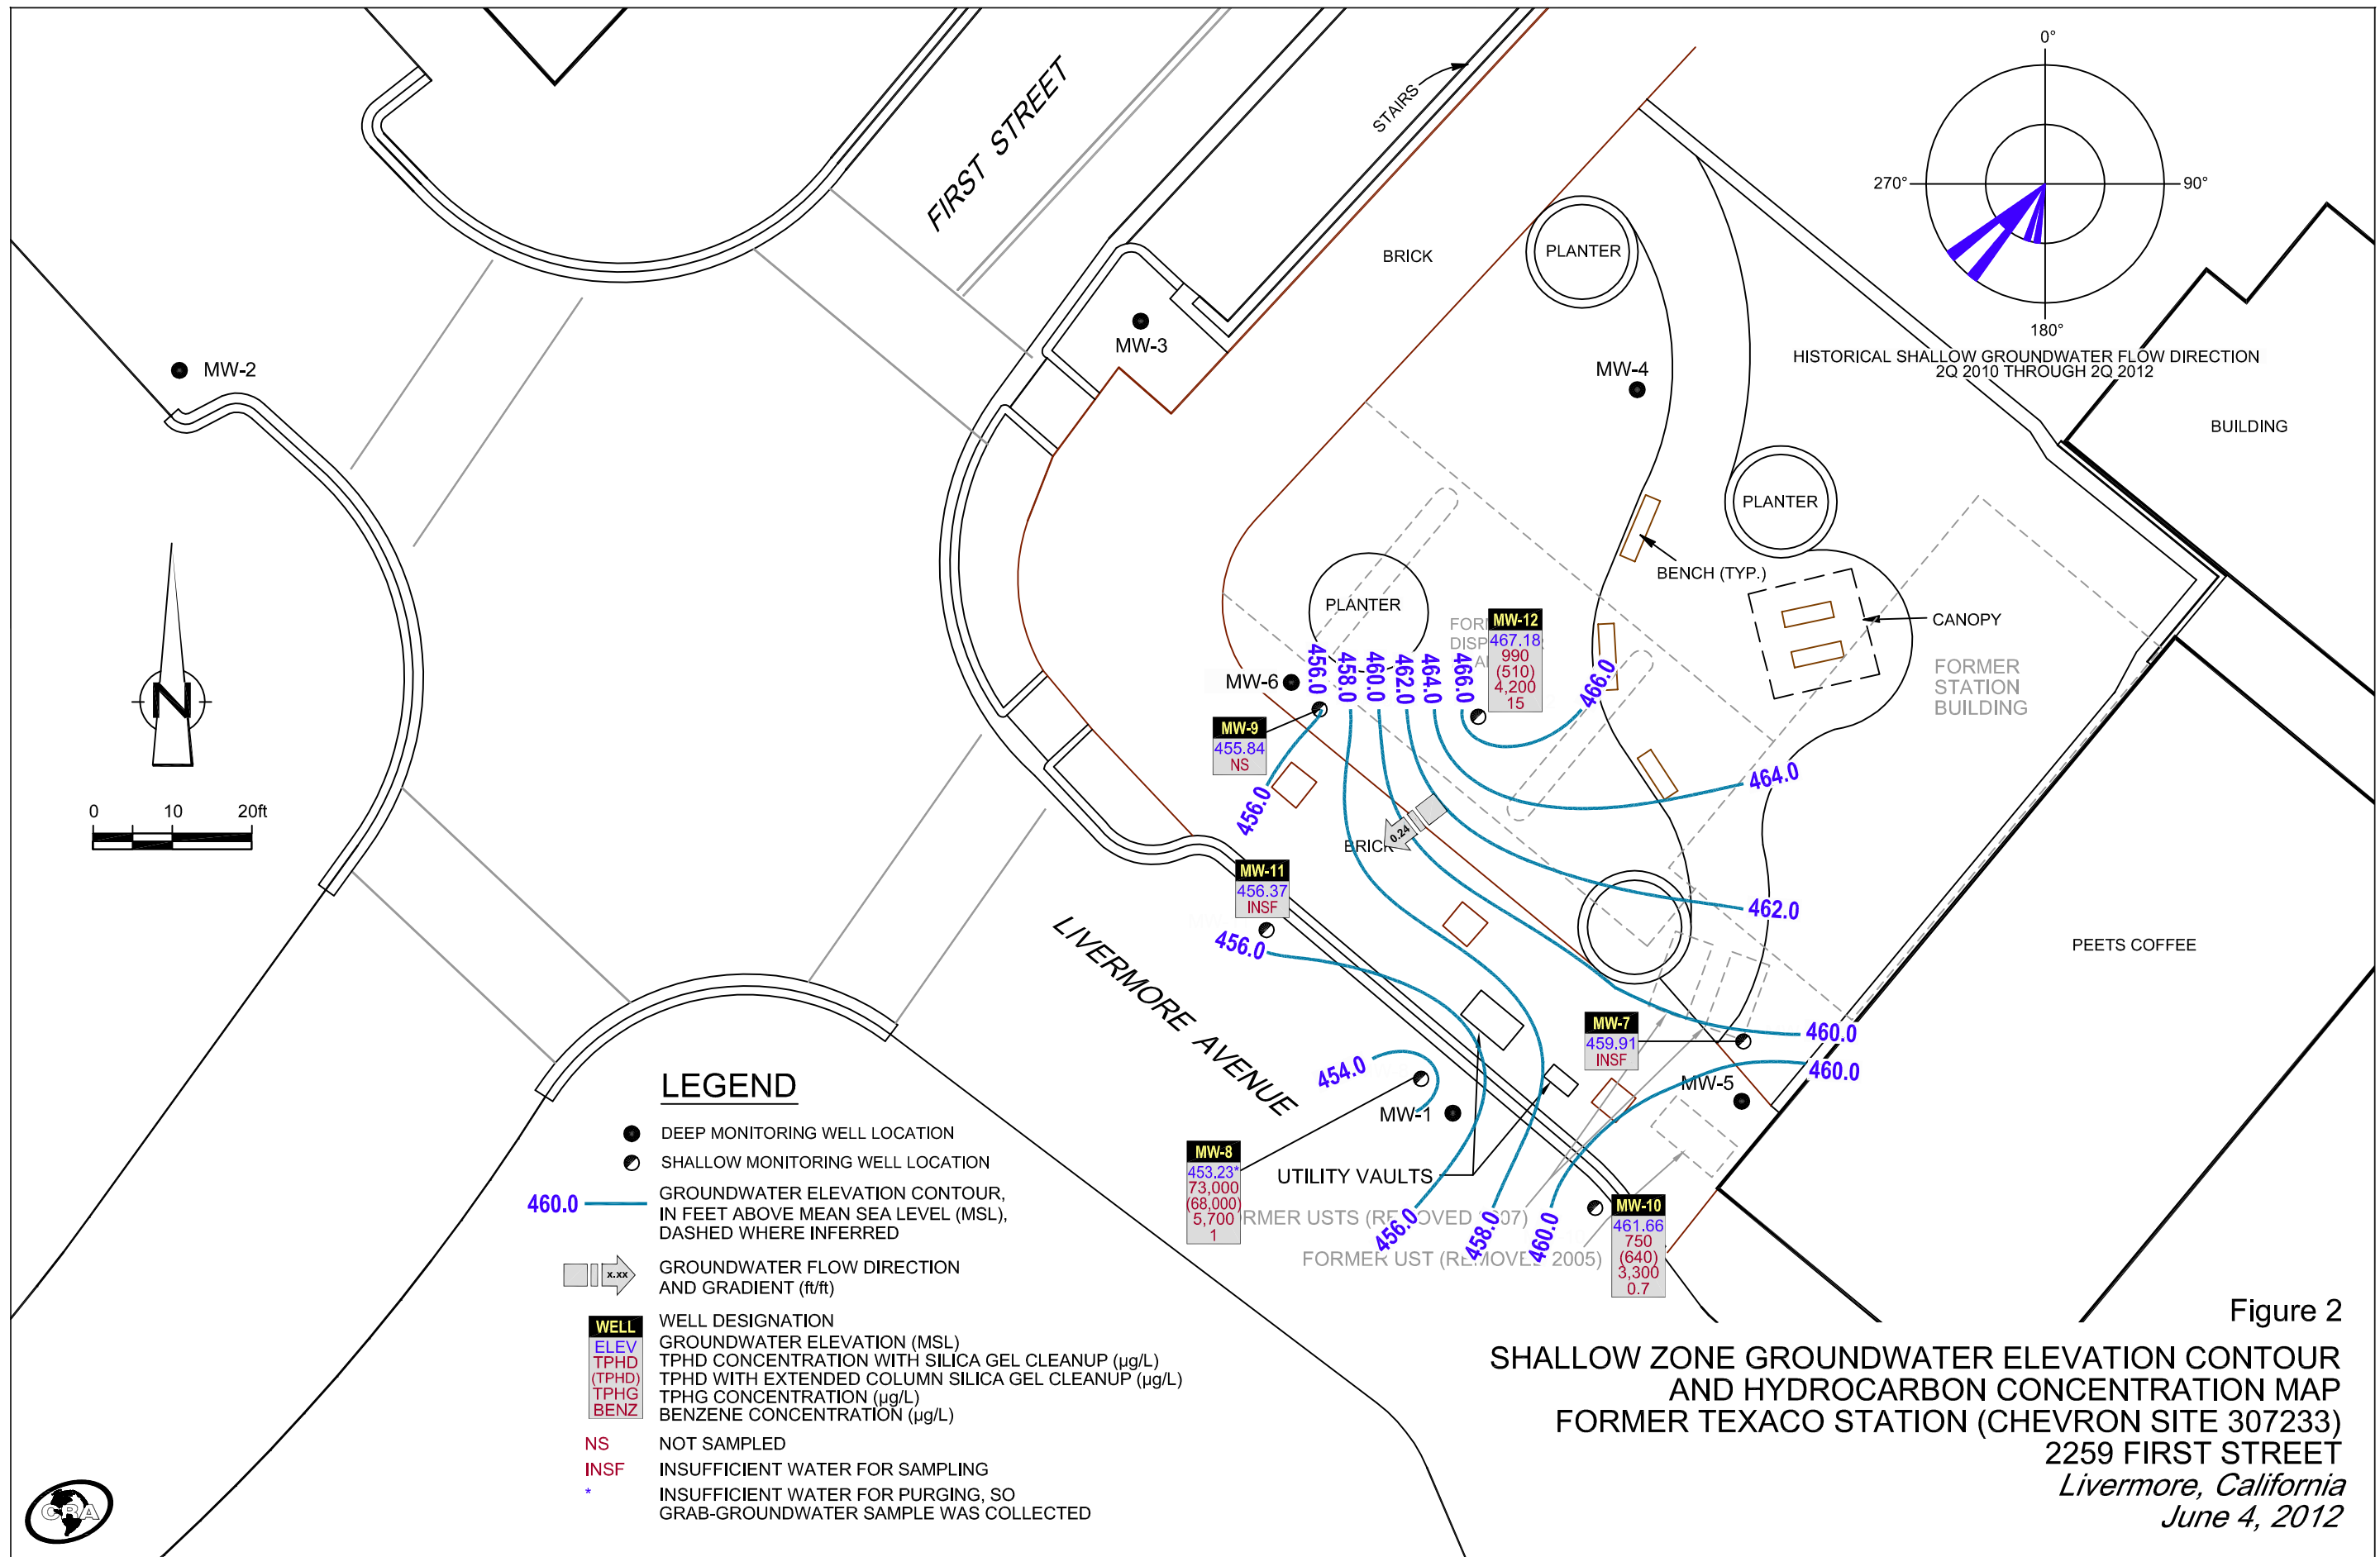 FIRST STREET
STAIRS
0°
270°
90°
180°
HISTORICAL SHALLOW GROUNDWATER FLOW DIRECTION
2Q 2010 THROUGH 2Q 2012
BRICK
PLANTER
MW-3
MW-2
MW-4
BUILDING
PLANTER
BENCH (TYP.)
CANOPY
FORMER
STATION
BUILDING
PLANTER
MW-12
467.18
990
(510)
4,200
15
MW-6
456.0
458.0
460.0
462.0
464.0
466.0
466.0
MW-9
455.84
NS
N
0 10 20ft
456.0
464.0
0.24
BRICK
MW-11
456.37
INSF
462.0
456.0
LIVERMORE AVENUE
PEETS COFFEE
MW-7
459.91
INSF
460.0
460.0
454.0
MW-5
MW-1
MW-8
453.23*
73,000
(68,000)
5,700
1
UTILITY VAULTS
FORMER UST (REMOVED 2005)
456.0
458.0
460.0
MW-10
461.66
750
(640)
3,300
0.7
LEGEND
DEEP MONITORING WELL LOCATION
SHALLOW MONITORING WELL LOCATION
460.0 GROUNDWATER ELEVATION CONTOUR,
IN FEET ABOVE MEAN SEA LEVEL (MSL),
DASHED WHERE INFERRED
x.xx GROUNDWATER FLOW DIRECTION
AND GRADIENT (ft/ft)
WELL WELL DESIGNATION
ELEV GROUNDWATER ELEVATION (MSL)
TPHD TPHD CONCENTRATION WITH SILICA GEL CLEANUP (µg/L)
(TPHD) TPHD WITH EXTENDED COLUMN SILICA GEL CLEANUP (µg/L)
TPHG TPHG CONCENTRATION (µg/L)
BENZ BENZENE CONCENTRATION (µg/L)
NS NOT SAMPLED
INSF INSUFFICIENT WATER FOR SAMPLING
* INSUFFICIENT WATER FOR PURGING, SO
GRAB-GROUNDWATER SAMPLE WAS COLLECTED
CRA
Figure 2
SHALLOW ZONE GROUNDWATER ELEVATION CONTOUR
AND HYDROCARBON CONCENTRATION MAP
FORMER TEXACO STATION (CHEVRON SITE 307233)
2259 FIRST STREET
Livermore, California
June 4, 2012